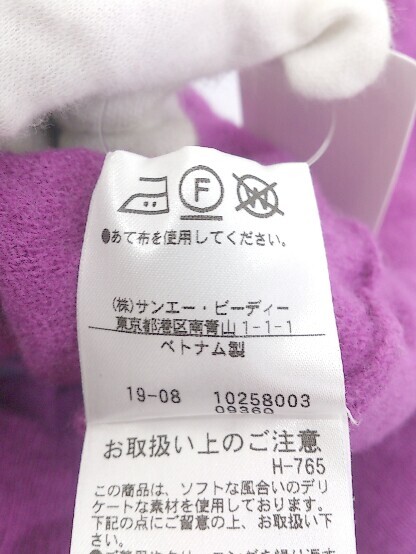 F
W
●あて布を使用してください。
(株)サンエー・ビーディー
東京都港区南青山1-1-1
ベトナム製
19-08 10258003
09360
お取扱い上のご注意
H-765
この商品は、ソフトな風合いのデリ
ケートな素材を使用しております。
下記の点にご留意の上、お取扱い下
さい。